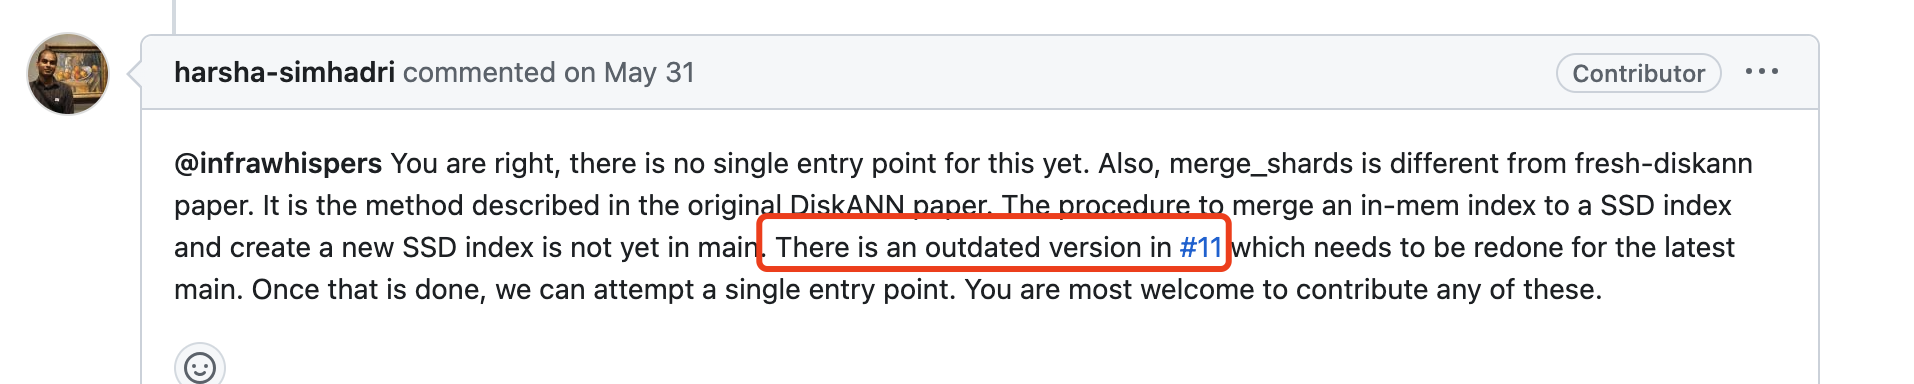 harsha-simhadri commented on May 31
Contributor
@infrawhispers You are right, there is no single entry point for this yet. Also, merge_shards is different from fresh-diskann
paper. It is the method described in the original DiskANN paper. The procedure to merge an in-mem index to a SSD index
and create a new SSD index is not yet in main. There is an outdated version in #11 which needs to be redone for the latest
main. Once that is done, we can attempt a single entry point. You are most welcome to contribute any of these.